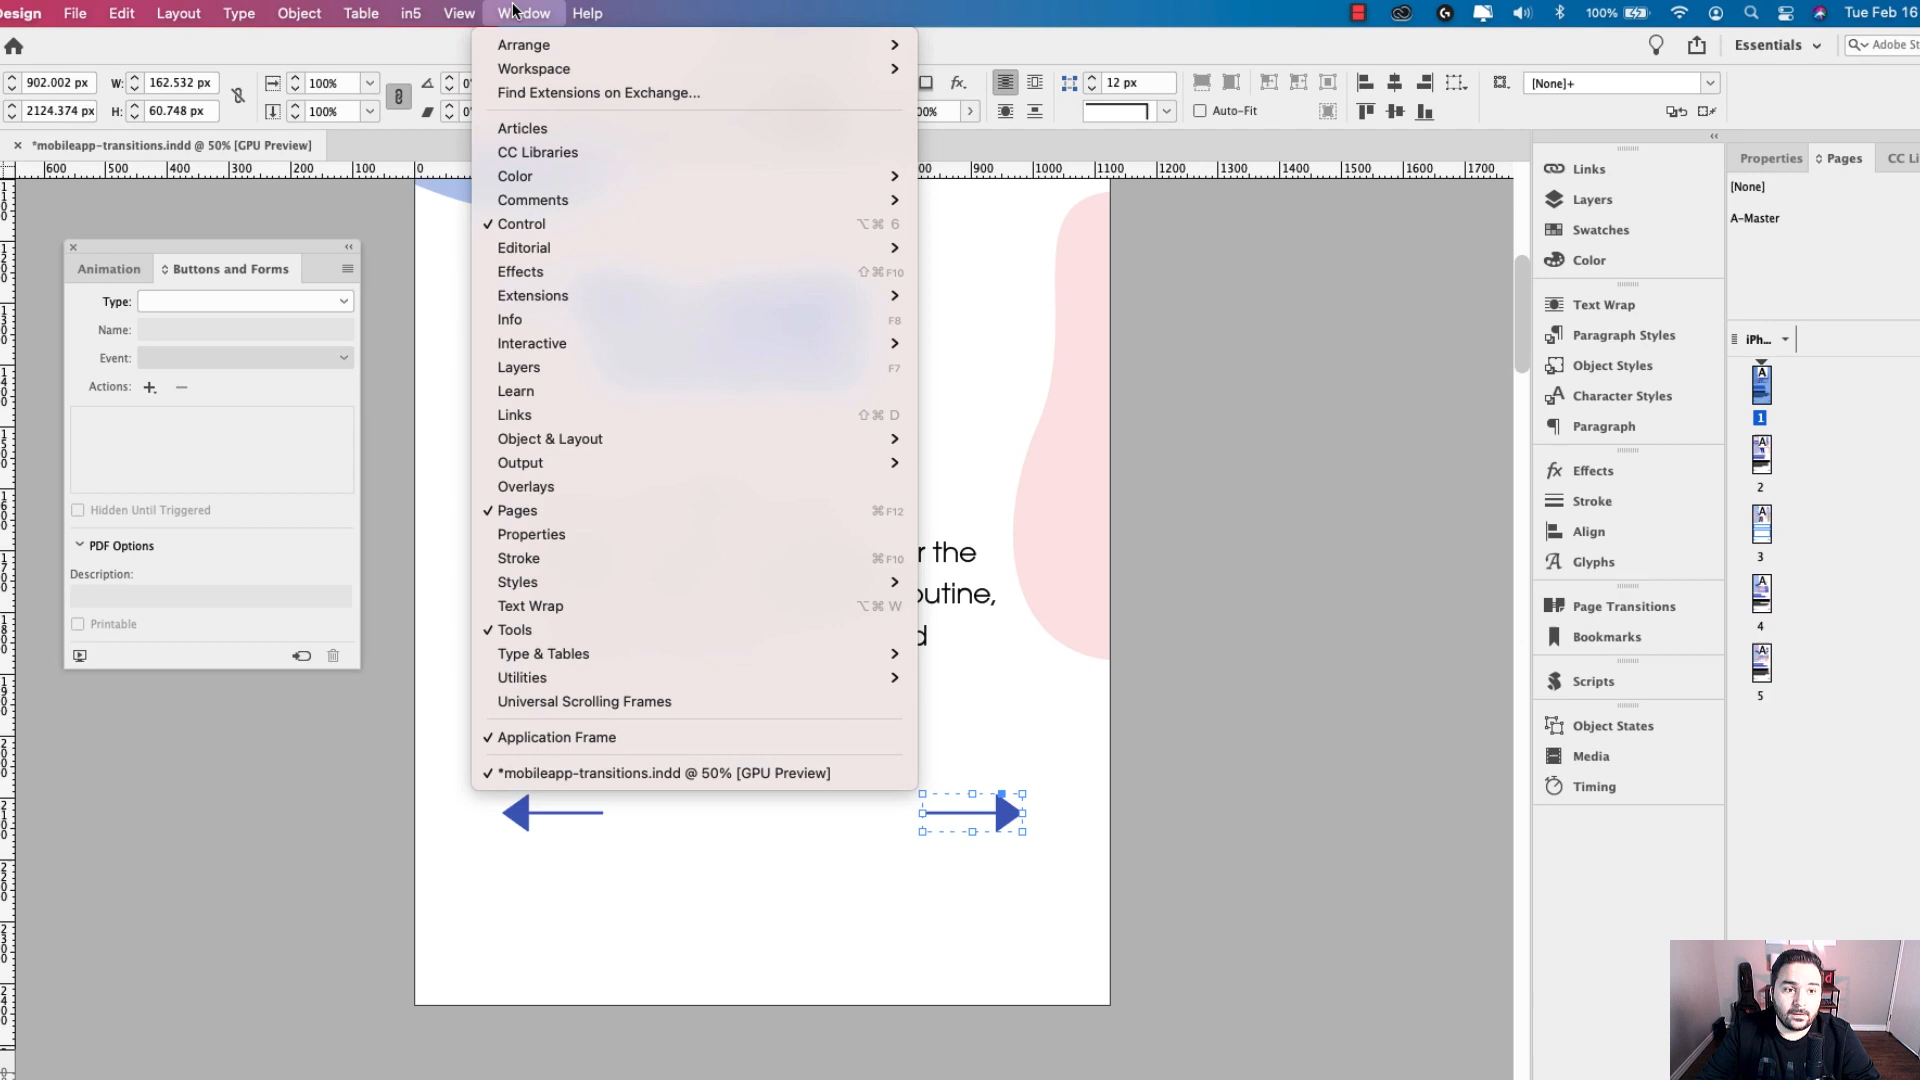 Design File Edit Layout Type Object Table in5 View Window Help 100% Tue Feb 16
Essentials Adobe St
902.002 px W: 162.532 px 100% 0° fx. 12 px [None]+
2124.374 px H: 60.748 px 100% 0° 00% Auto-Fit
*mobileapp-transitions.indd @ 50% [GPU Preview]
600 500 400 300 200 100 0 800 900 1000 1100 1200 1300 1400 1500 1600 1700
Animation Buttons and Forms
Type:
Name:
Event:
Actions:
Hidden Until Triggered
PDF Options
Description:
Printable
Arrange
Workspace
Find Extensions on Exchange...
Articles
CC Libraries
Color
Comments
Control ⌥⌘ 6
Editorial
Effects ⇧⌘F10
Extensions
Info F8
Interactive
Layers F7
Learn
Links ⇧⌘ D
Object & Layout
Output
Overlays
Pages ⌘F12
Properties
Stroke ⌘F10
Styles
Text Wrap ⌥⌘ W
Tools
Type & Tables
Utilities
Universal Scrolling Frames
Application Frame
*mobileapp-transitions.indd @ 50% [GPU Preview]
r the
outine,
d
Links
Layers
Swatches
Color
Text Wrap
Paragraph Styles
Object Styles
Character Styles
Paragraph
fx Effects
Stroke
Align
Glyphs
Page Transitions
Bookmarks
Scripts
Object States
Media
Timing
Properties Pages CC Li
[None]
A-Master
iPh...
A
1
A
2
A
3
A
4
A
5